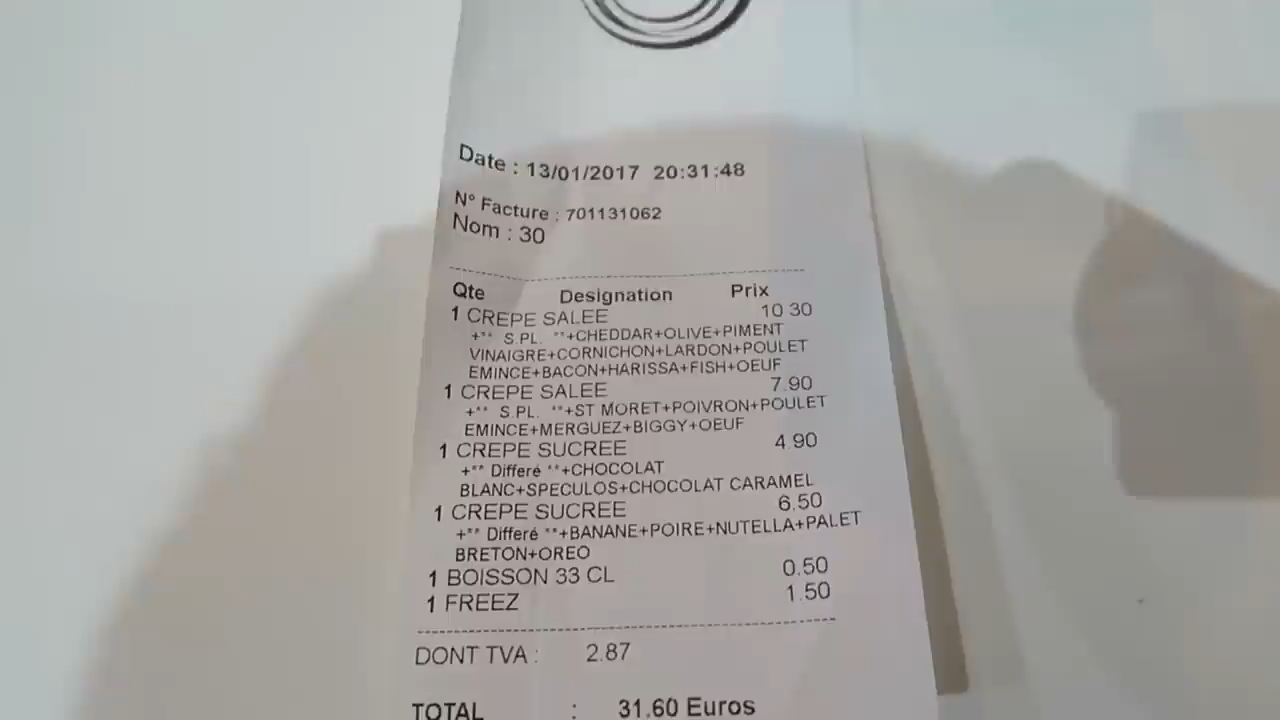 Date : 13/01/2017 20:31:48
N° Facture : 701131062
Nom : 30
Qte Designation Prix
1 CREPE SALEE 10 30
+** S.PL. **+CHEDDAR+OLIVE+PIMENT
VINAIGRE+CORNICHON+LARDON+POULET
EMINCE+BACON+HARISSA+FISH+OEUF
1 CREPE SALEE 7.90
+** S.PL. **+ST MORET+POIVRON+POULET
EMINCE+MERGUEZ+BIGGY+OEUF
1 CREPE SUCREE 4.90
+** Differé **+CHOCOLAT
BLANC+SPECULOS+CHOCOLAT CARAMEL
1 CREPE SUCREE 6.50
+** Differé **+BANANE+POIRE+NUTELLA+PALET
BRETON+OREO
1 BOISSON 33 CL 0.50
1 FREEZ 1.50
DONT TVA : 2.87
TOTAL : 31.60 Euros